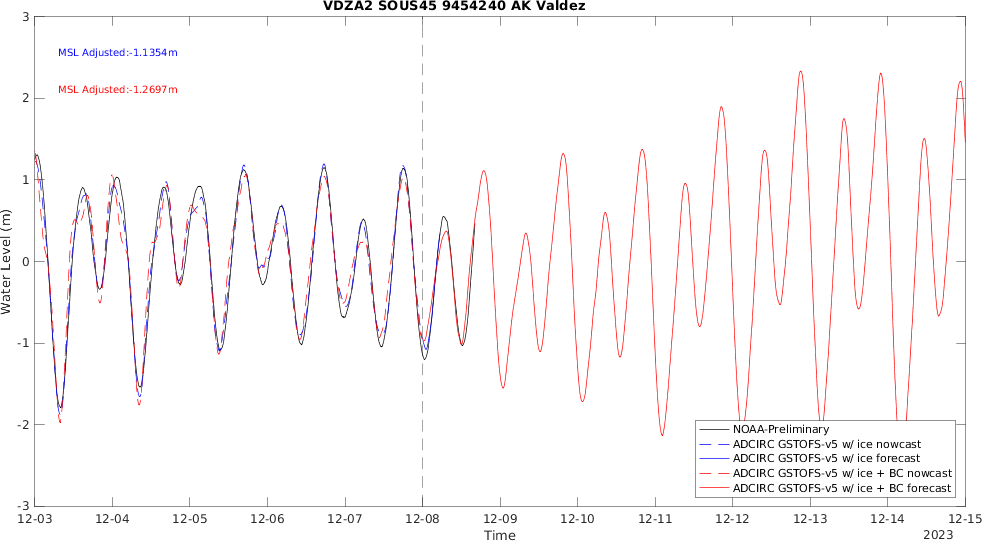 VDZA2 SOUS45 9454240 AK Valdez
3
2
1
0
-1
-2
-3
Water Level (m)
MSL Adjusted:-1.1354m
MSL Adjusted:-1.2697m
NOAA-Preliminary
ADCIRC GSTOFS-v5 w/ ice nowcast
ADCIRC GSTOFS-v5 w/ ice forecast
ADCIRC GSTOFS-v5 w/ ice + BC nowcast
ADCIRC GSTOFS-v5 w/ ice + BC forecast
12-03 12-04 12-05 12-06 12-07 12-08 12-09 12-10 12-11 12-12 12-13 12-14 12-15
Time
2023